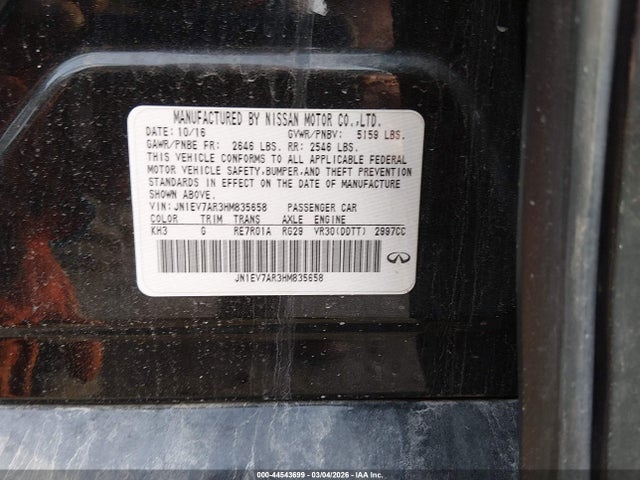 MANUFACTURED BY NISSAN MOTOR CO.,LTD.
DATE: 10/16 GVWR/PNBV: 5159 LBS.
GAWR/PNBE FR: 2646 LBS. RR: 2546 LBS.
THIS VEHICLE CONFORMS TO ALL APPLICABLE FEDERAL
MOTOR VEHICLE SAFETY,BUMPER,AND THEFT PREVENTION
STANDARDS IN EFFECT ON THE DATE OF MANUFACTURE
SHOWN ABOVE.
VIN:JN1EV7AR3HM835658 PASSENGER CAR
COLOR TRIM TRANS AXLE ENGINE
KH3 G RE7R01A RG29 VR30(DDTT) 2997CC
JN1EV7AR3HM835658
000-44543699 - 03/04/2026 - IAA Inc.